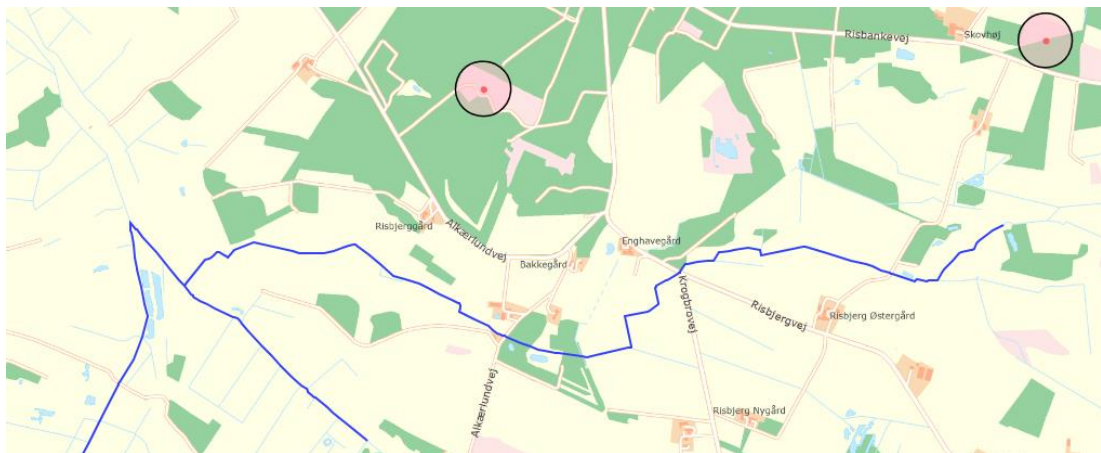 Risbankevej
Skovhøj
Risbjerggård
Alkærlundvej
Enghavegård
Bakkegård
Krogbrovej
Risbjergvej
Risbjerg Østergård
Alkærlundvej
Risbjerg Nygård